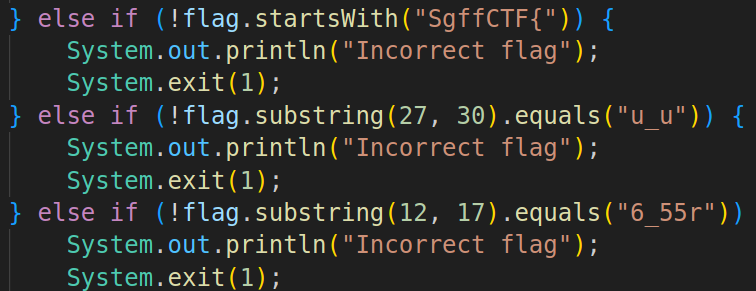 } else if (!flag.startsWith("SgffCTF{")) {
System.out.println("Incorrect flag");
System.exit(1);
} else if (!flag.substring(27, 30).equals("u_u")) {
System.out.println("Incorrect flag");
System.exit(1);
} else if (!flag.substring(12, 17).equals("6_55r"))
System.out.println("Incorrect flag");
System.exit(1);